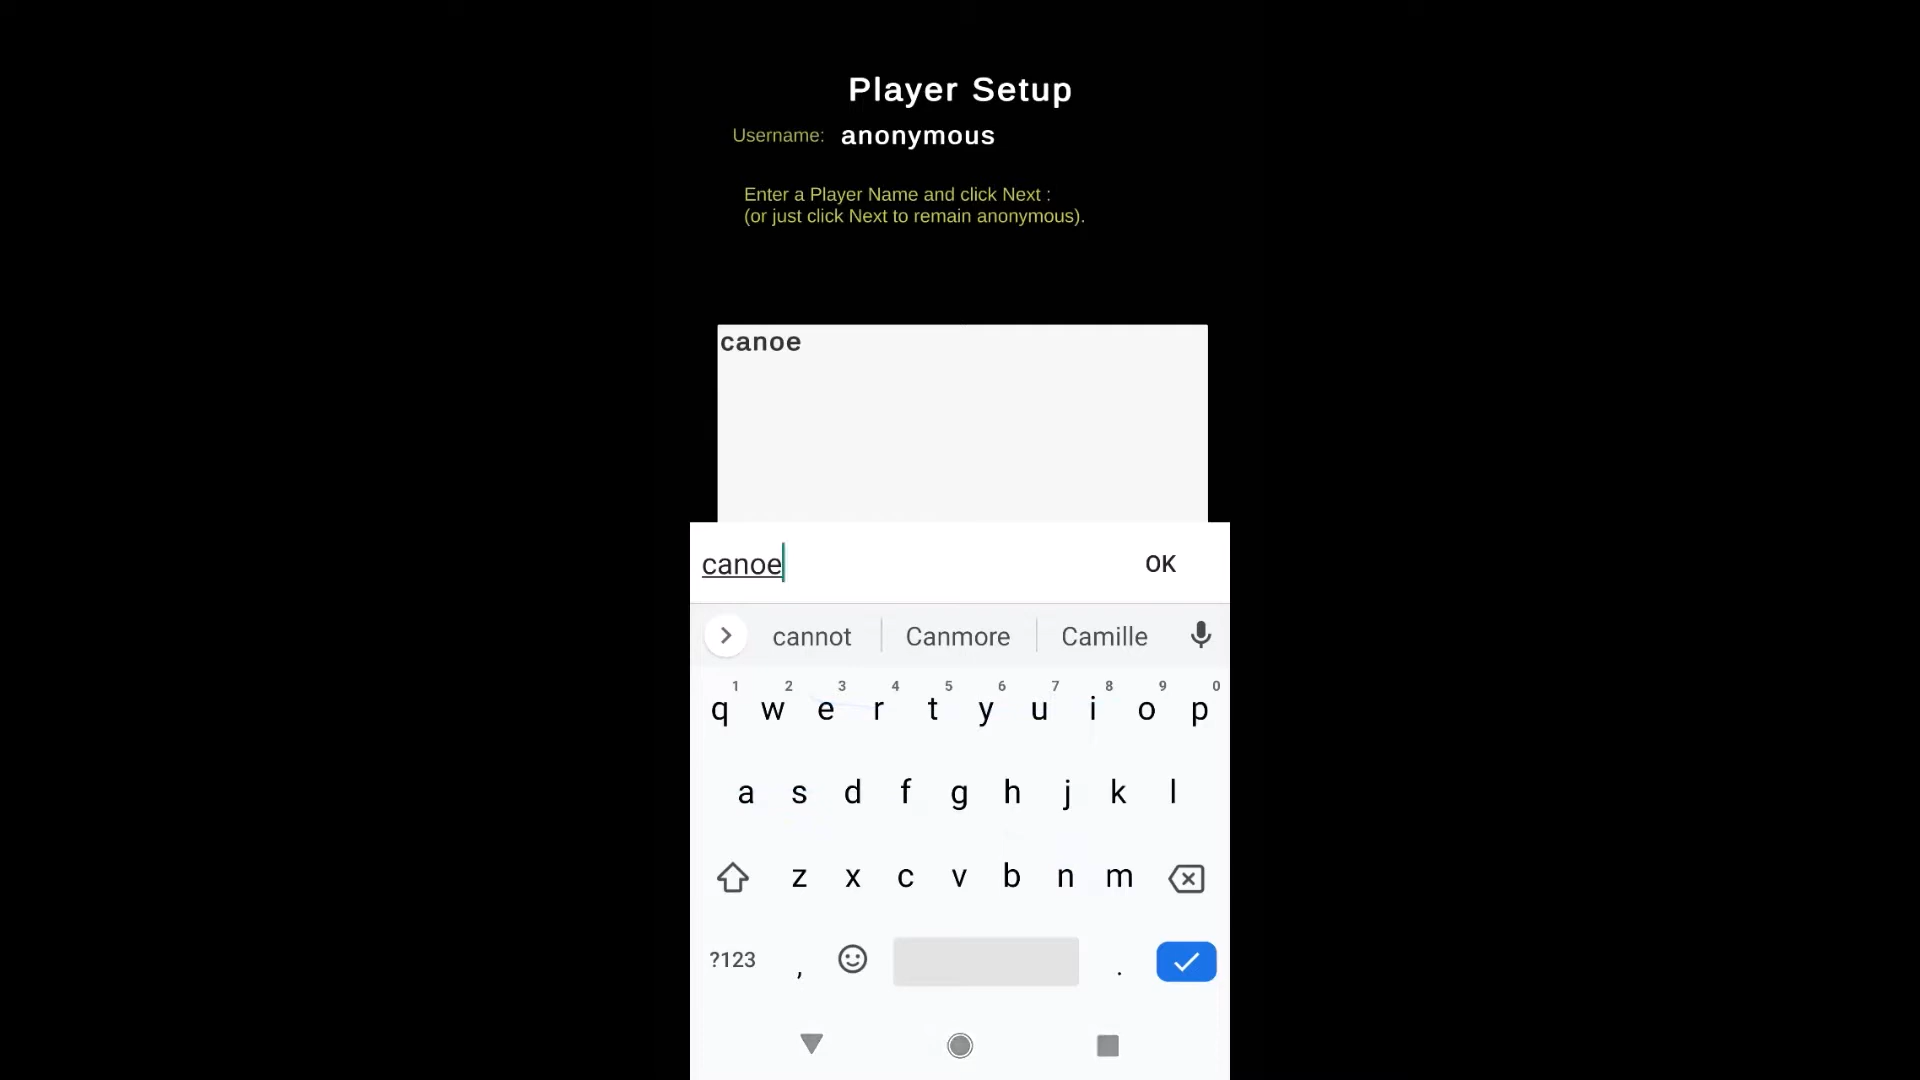 Player Setup
Username: anonymous
Enter a Player Name and click Next :
(or just click Next to remain anonymous).
canoe
canoe OK
cannot Canmore Camille
1 2 3 4 5 6 7 8 9 0
q w e r t y u i o p
a s d f g h j k l
z x c v b n m
?123 , .